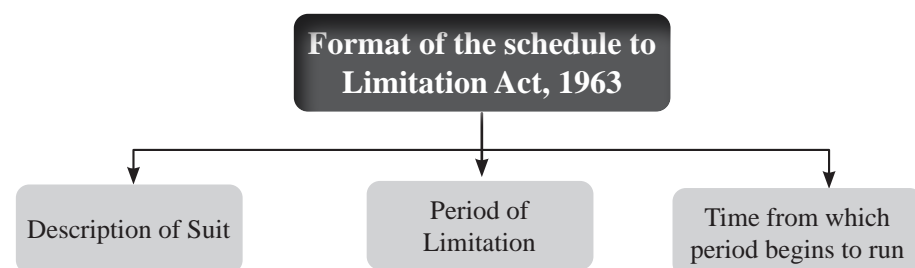 Format of the schedule to
Limitation Act, 1963
Description of Suit
Period of
Limitation
Time from which
period begins to run